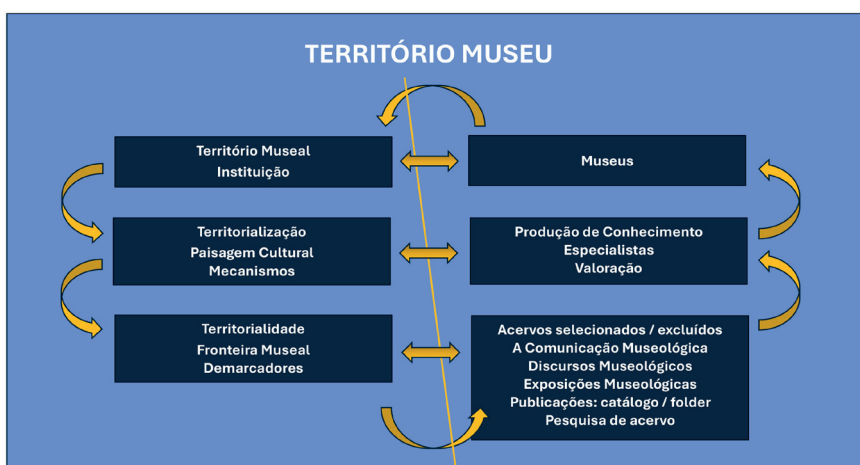 TERRITÓRIO MUSEU
Território Museal
Instituição
Museus
Territorialização
Paisagem Cultural
Mecanismos
Produção de Conhecimento
Especialistas
Valoração
Territorialidade
Fronteira Museal
Demarcadores
Acervos selecionados / excluídos
A Comunicação Museológica
Discursos Museológicos
Exposições Museológicas
Publicações: catálogo / folder
Pesquisa de acervo